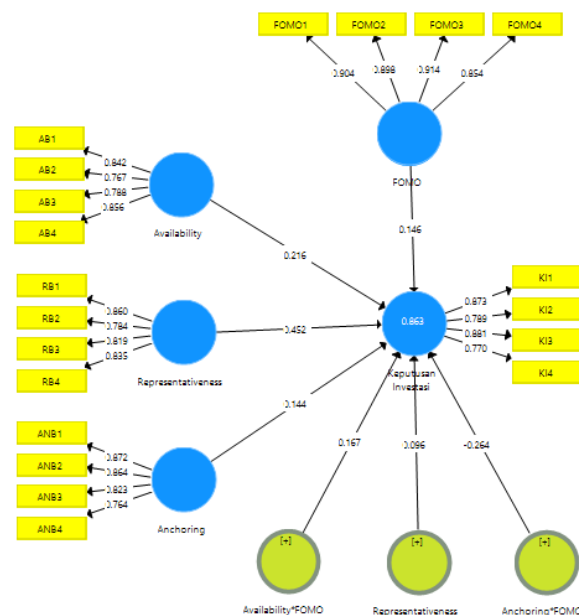 FOMO1 FOMO2 FOMO3 FOMO4
0.904 0.898 0.914 0.854
FOMO
AB1
AB2
AB3
AB4
0.842
0.767
0.788
0.856
Availability
0.216
0.146
RB1
RB2
RB3
RB4
0.860
0.784
0.819
0.835
Representativeness
0.452
0.863
Keputusan
Investasi
KI1
KI2
KI3
KI4
0.873
0.789
0.881
0.770
ANB1
ANB2
ANB3
ANB4
0.872
0.864
0.823
0.764
Anchoring
0.144
0.167
0.096
-0.264
[+] [+] [+]
Availability*FOMO Representativeness Anchoring*FOMO